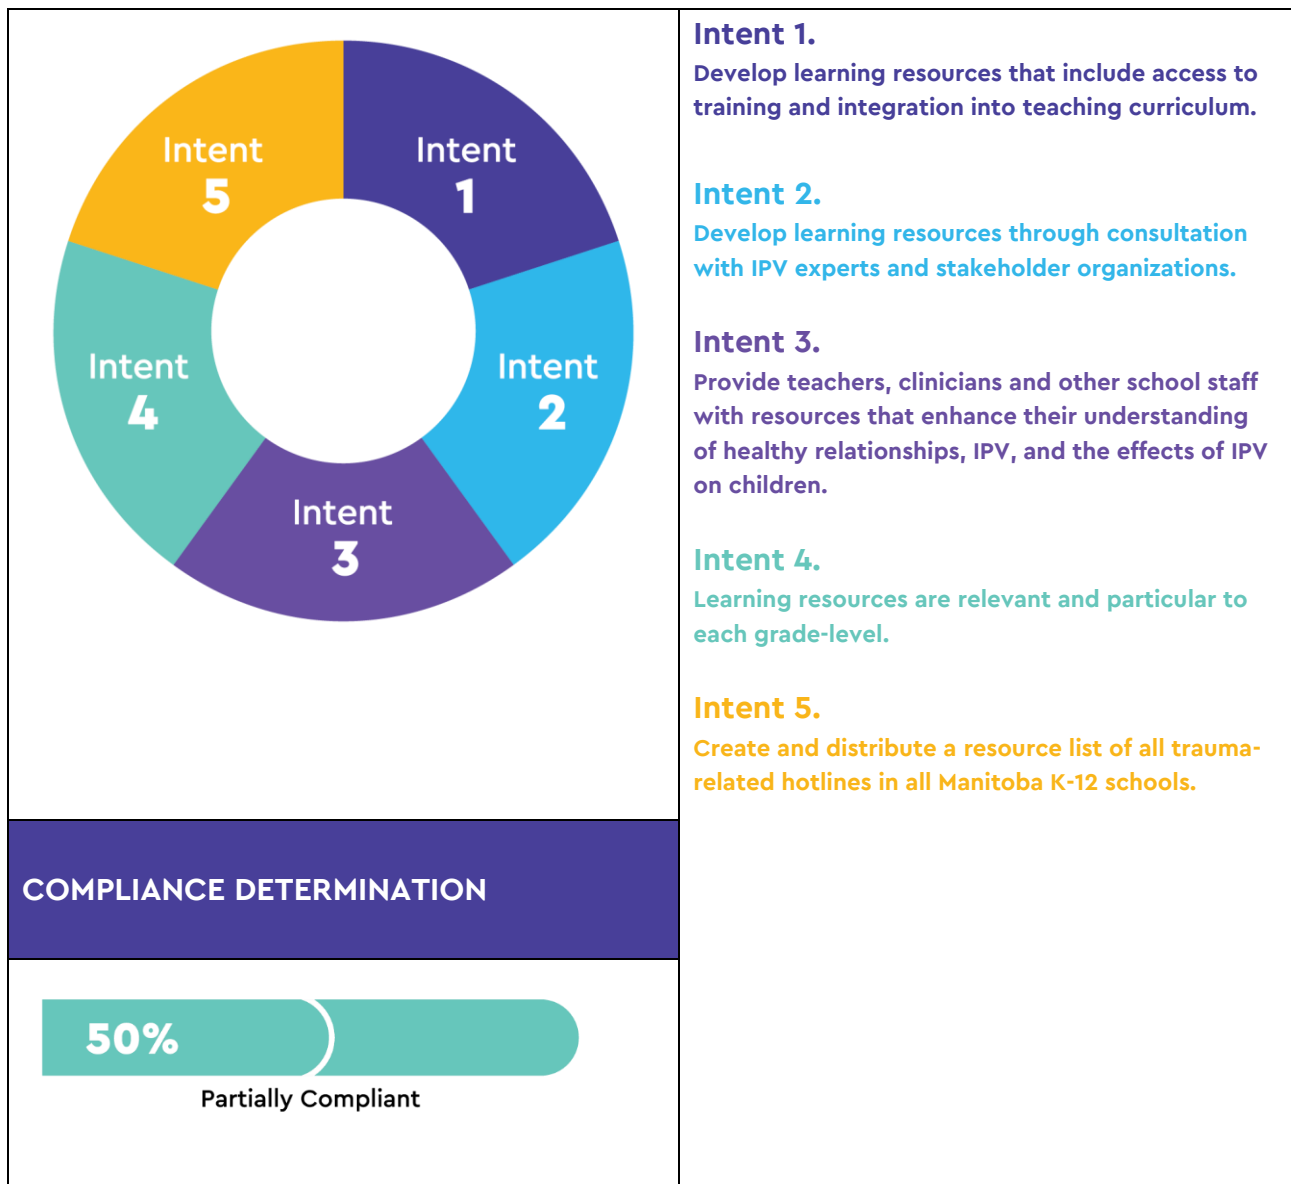 Intent
1
Intent
2
Intent
3
Intent
4
Intent
5
COMPLIANCE DETERMINATION
50%
Partially Compliant
Intent 1.
Develop learning resources that include access to
training and integration into teaching curriculum.
Intent 2.
Develop learning resources through consultation
with IPV experts and stakeholder organizations.
Intent 3.
Provide teachers, clinicians and other school staff
with resources that enhance their understanding
of healthy relationships, IPV, and the effects of IPV
on children.
Intent 4.
Learning resources are relevant and particular to
each grade-level.
Intent 5.
Create and distribute a resource list of all trauma-
related hotlines in all Manitoba K-12 schools.